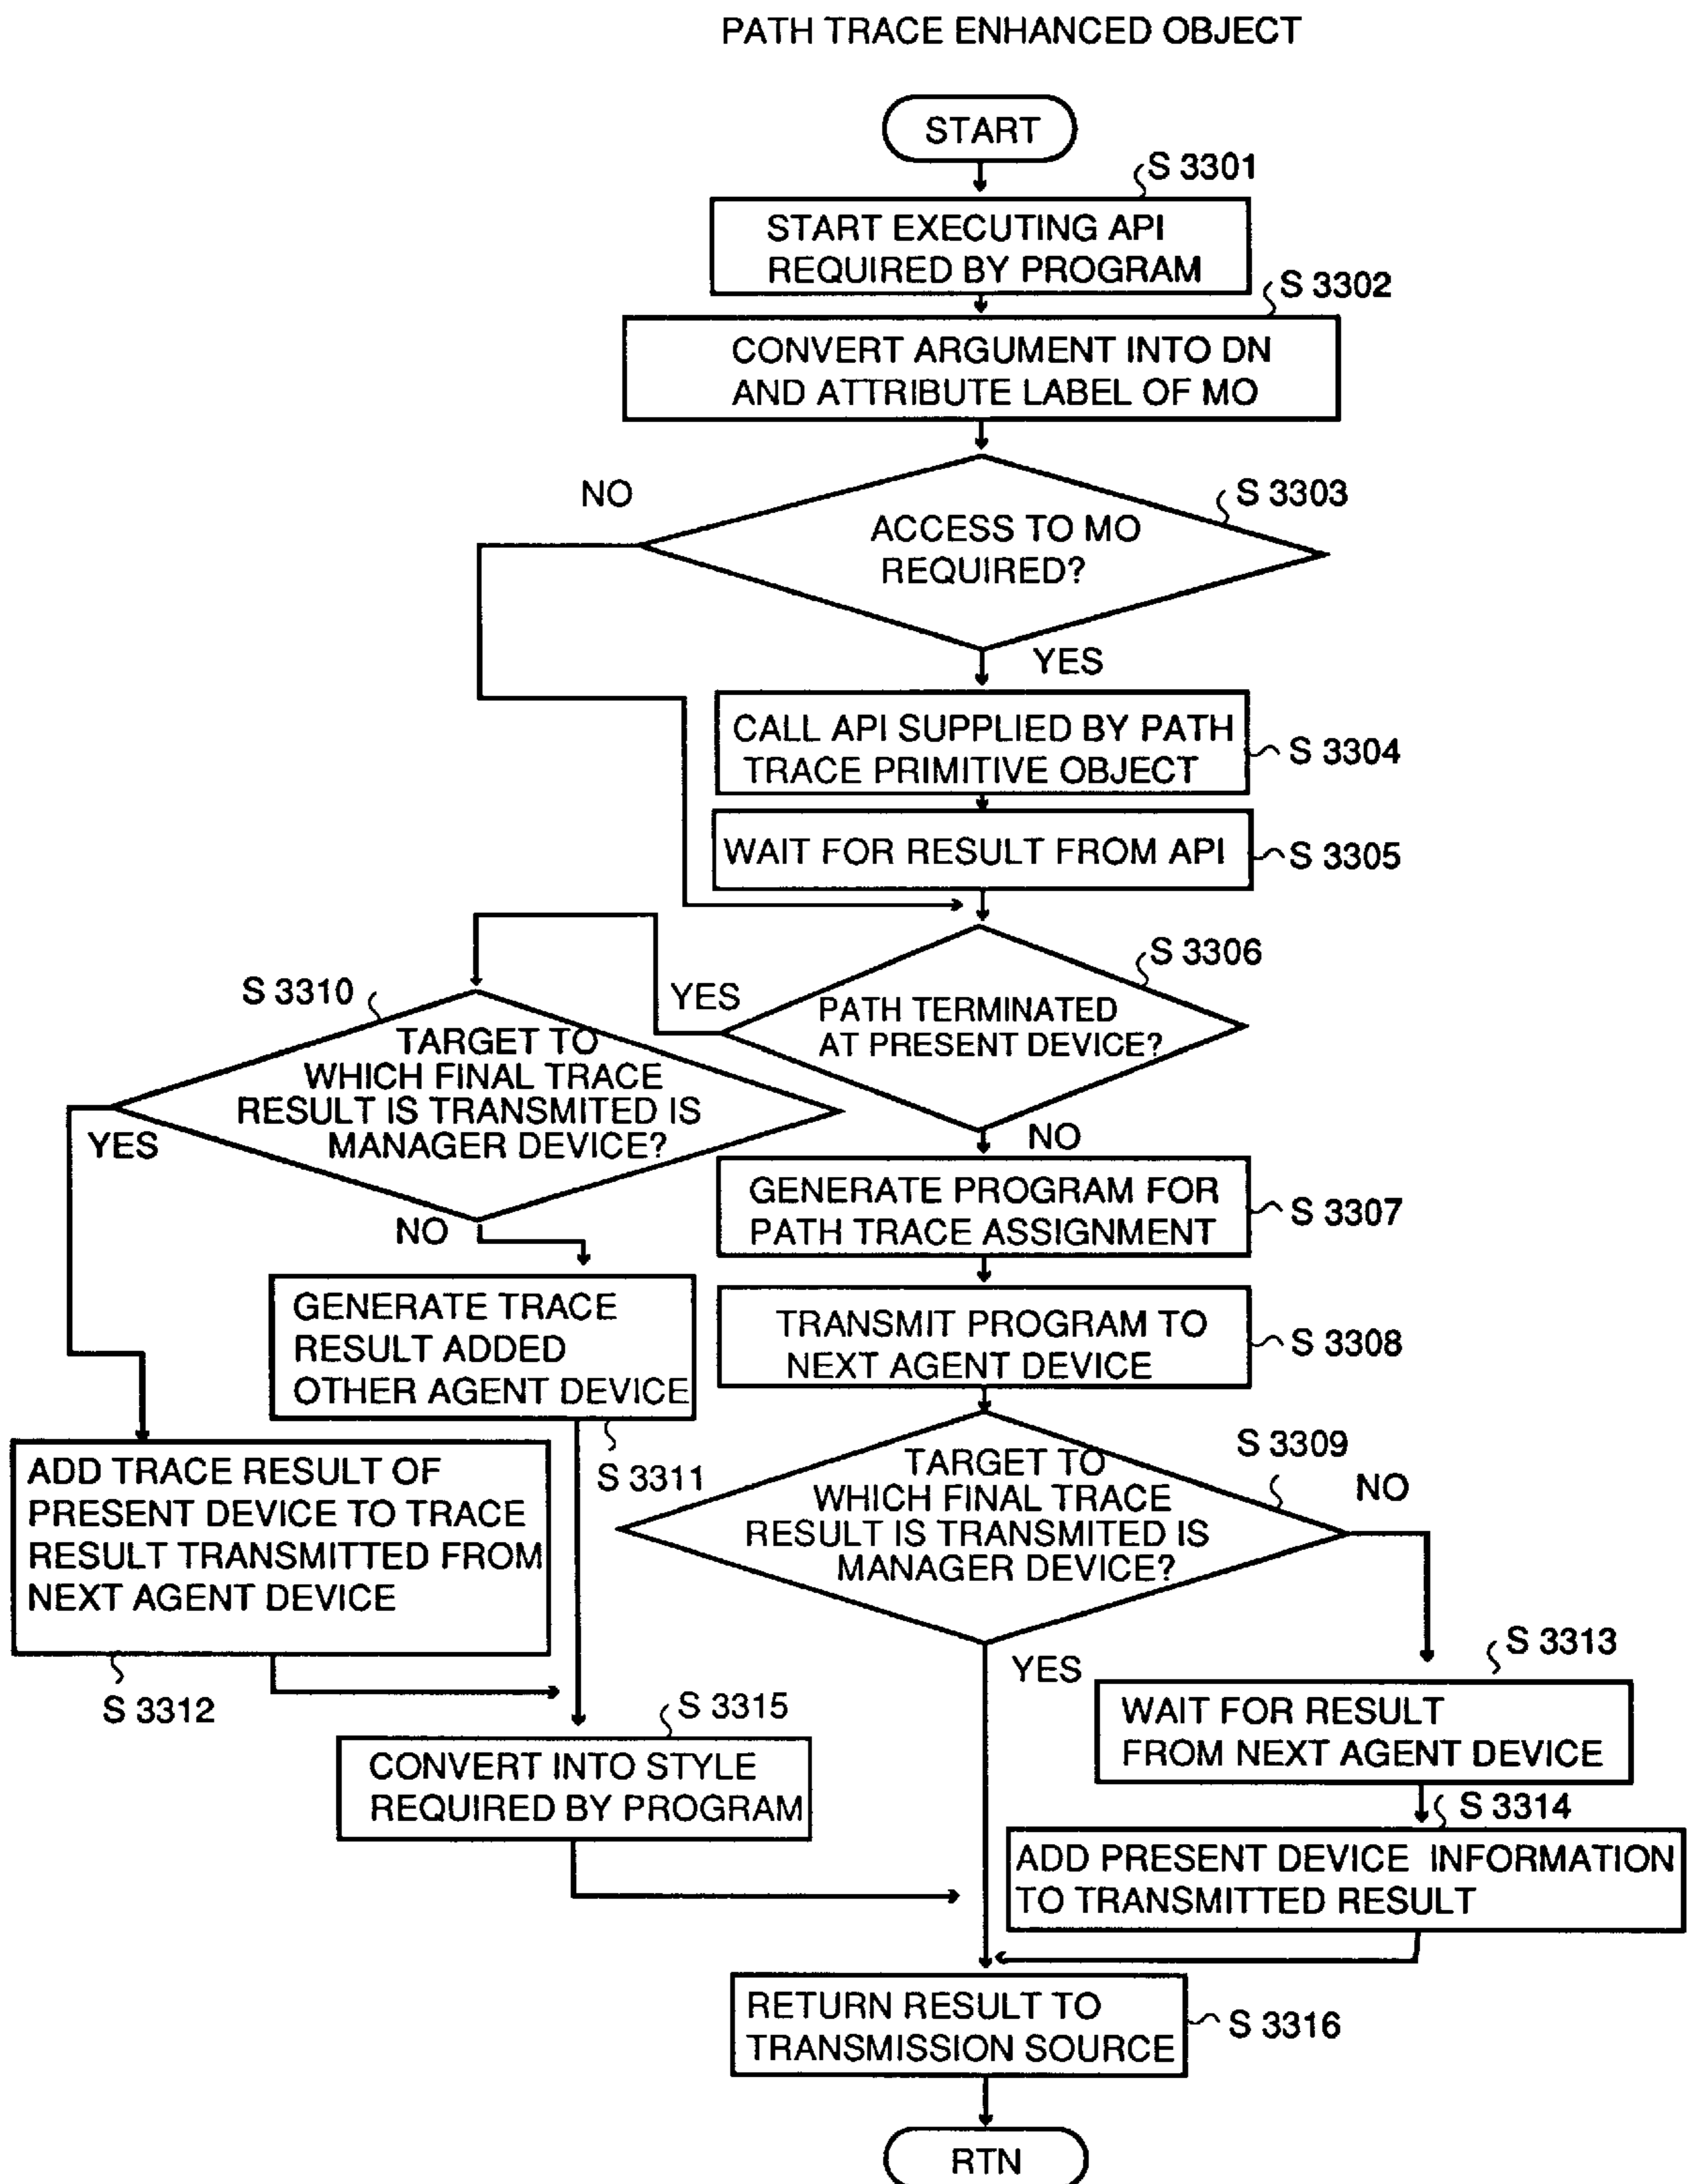 PATH TRACE ENHANCED OBJECT
START
S 3301
START EXECUTING API
REQUIRED BY PROGRAM
S 3302
CONVERT ARGUMENT INTO DN
AND ATTRIBUTE LABEL OF MO
NO
S 3303
ACCESS TO MO
REQUIRED?
YES
CALL API SUPPLIED BY PATH
TRACE PRIMITIVE OBJECT
S 3304
WAIT FOR RESULT FROM API
S 3305
S 3306
YES
PATH TERMINATED
AT PRESENT DEVICE?
NO
S 3310
TARGET TO
WHICH FINAL TRACE
RESULT IS TRANSMITED IS
MANAGER DEVICE?
YES
NO
GENERATE PROGRAM FOR
PATH TRACE ASSIGNMENT
S 3307
GENERATE TRACE
RESULT ADDED
OTHER AGENT DEVICE
S 3311
TRANSMIT PROGRAM TO
NEXT AGENT DEVICE
S 3308
S 3309
TARGET TO
WHICH FINAL TRACE
RESULT IS TRANSMITED IS
MANAGER DEVICE?
NO
YES
ADD TRACE RESULT OF
PRESENT DEVICE TO TRACE
RESULT TRANSMITTED FROM
NEXT AGENT DEVICE
S 3312
S 3313
WAIT FOR RESULT
FROM NEXT AGENT DEVICE
S 3315
CONVERT INTO STYLE
REQUIRED BY PROGRAM
S 3314
ADD PRESENT DEVICE INFORMATION
TO TRANSMITTED RESULT
RETURN RESULT TO
TRANSMISSION SOURCE
S 3316
RTN